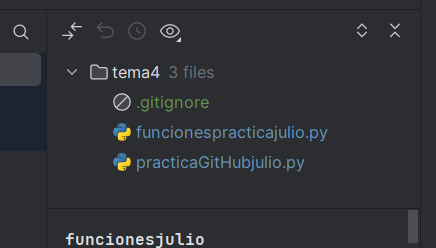 tema4 3 files
.gitignore
funcionespracticajulio.py
practicaGitHubjulio.py
funcionesjulio